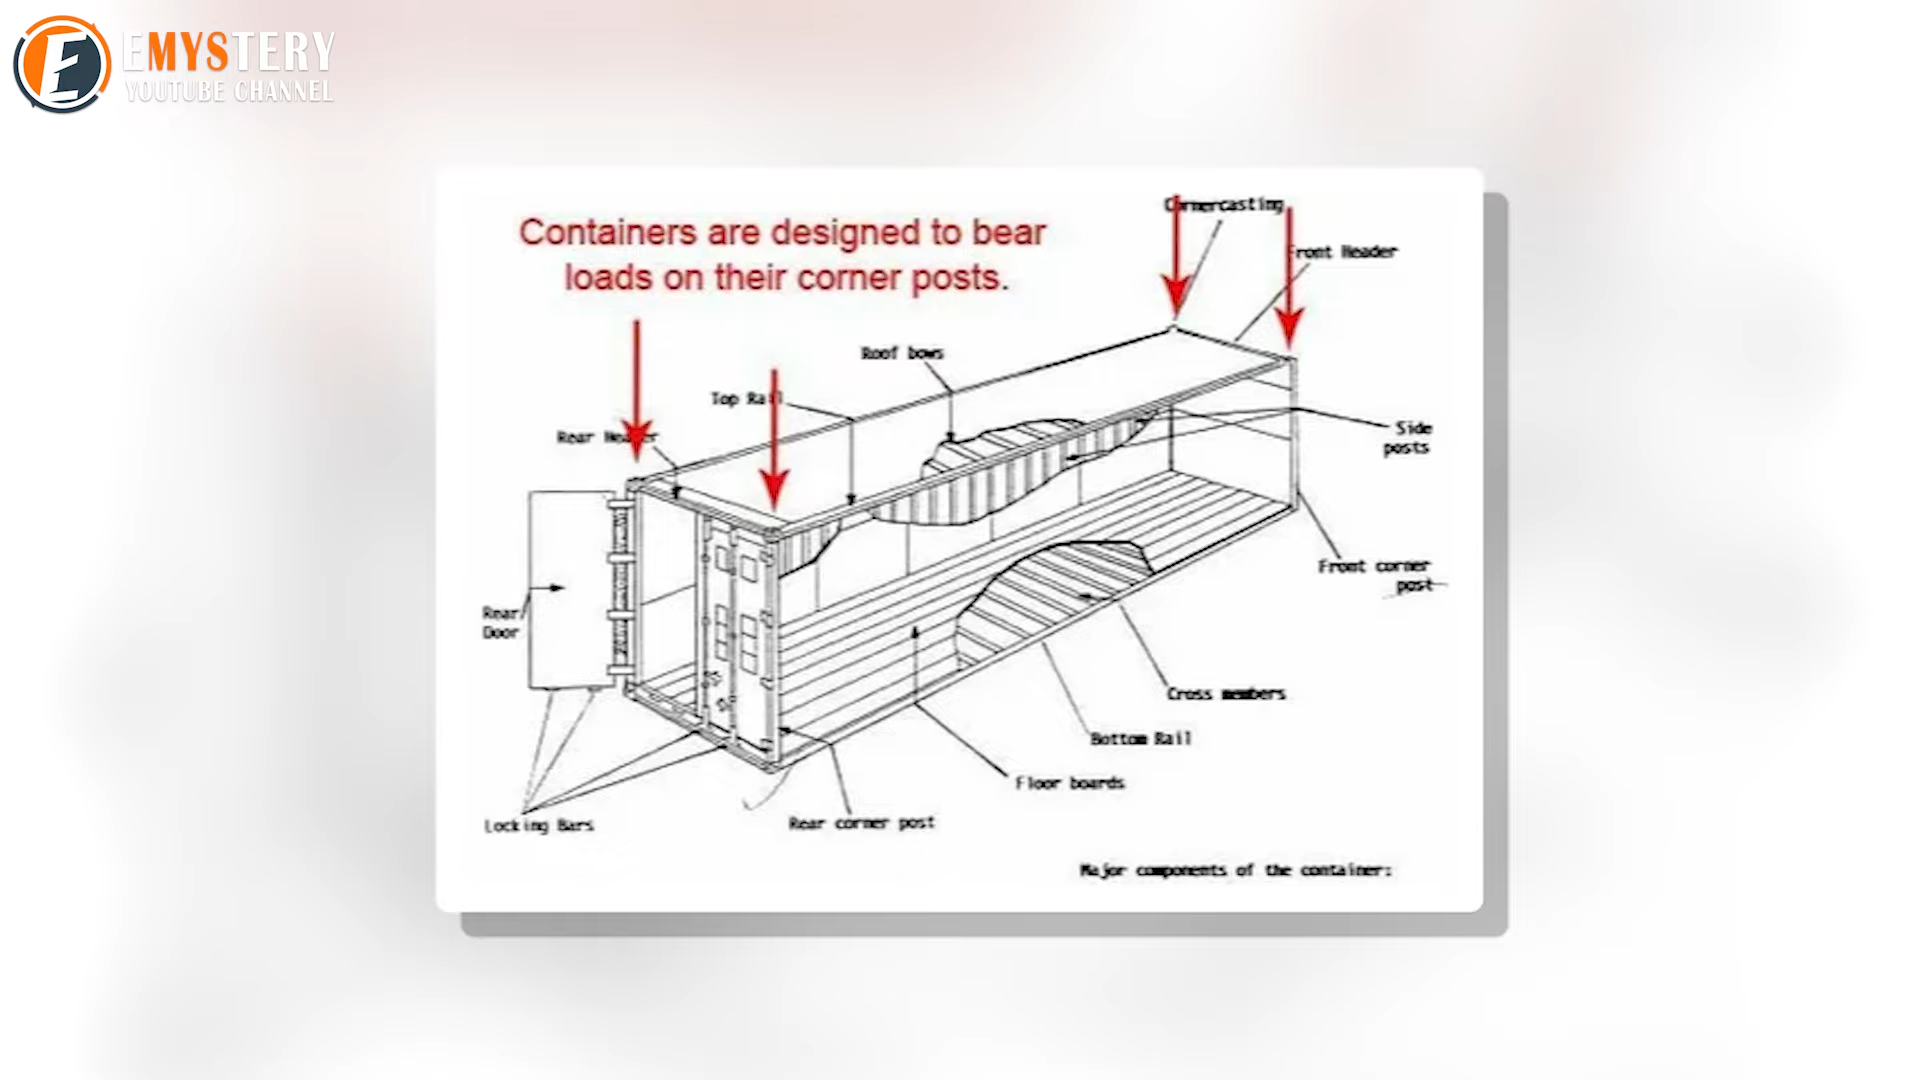 EMYSTERY
YOUTUBE CHANNEL
Containers are designed to bear
loads on their corner posts.
Cornercasting
Front Header
Roof bows
Top Rail
Rear Header
Side
posts
Front corner
post
Rear
Door
Cross members
Bottom Rail
Floor boards
Rear corner post
Locking Bars
Major components of the container: